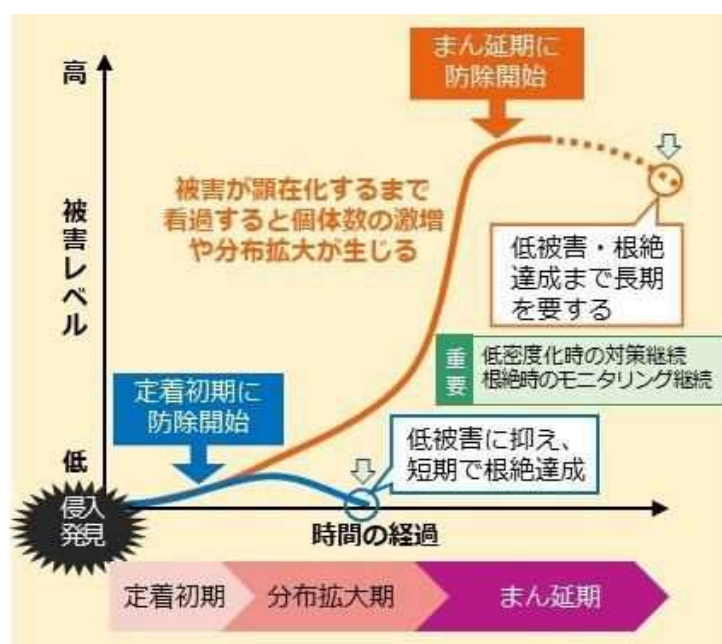 まん延期に
防除開始
高
被害が顕在化するまで
看過すると個体数の激増
や分布拡大が生じる
被害レベル
低被害・根絶
達成まで長期
を要する
重要
低密度化時の対策継続
根絶時のモニタリング継続
定着初期に
防除開始
低被害に抑え、
短期で根絶達成
低
侵入
発見
時間の経過
定着初期
分布拡大期
まん延期